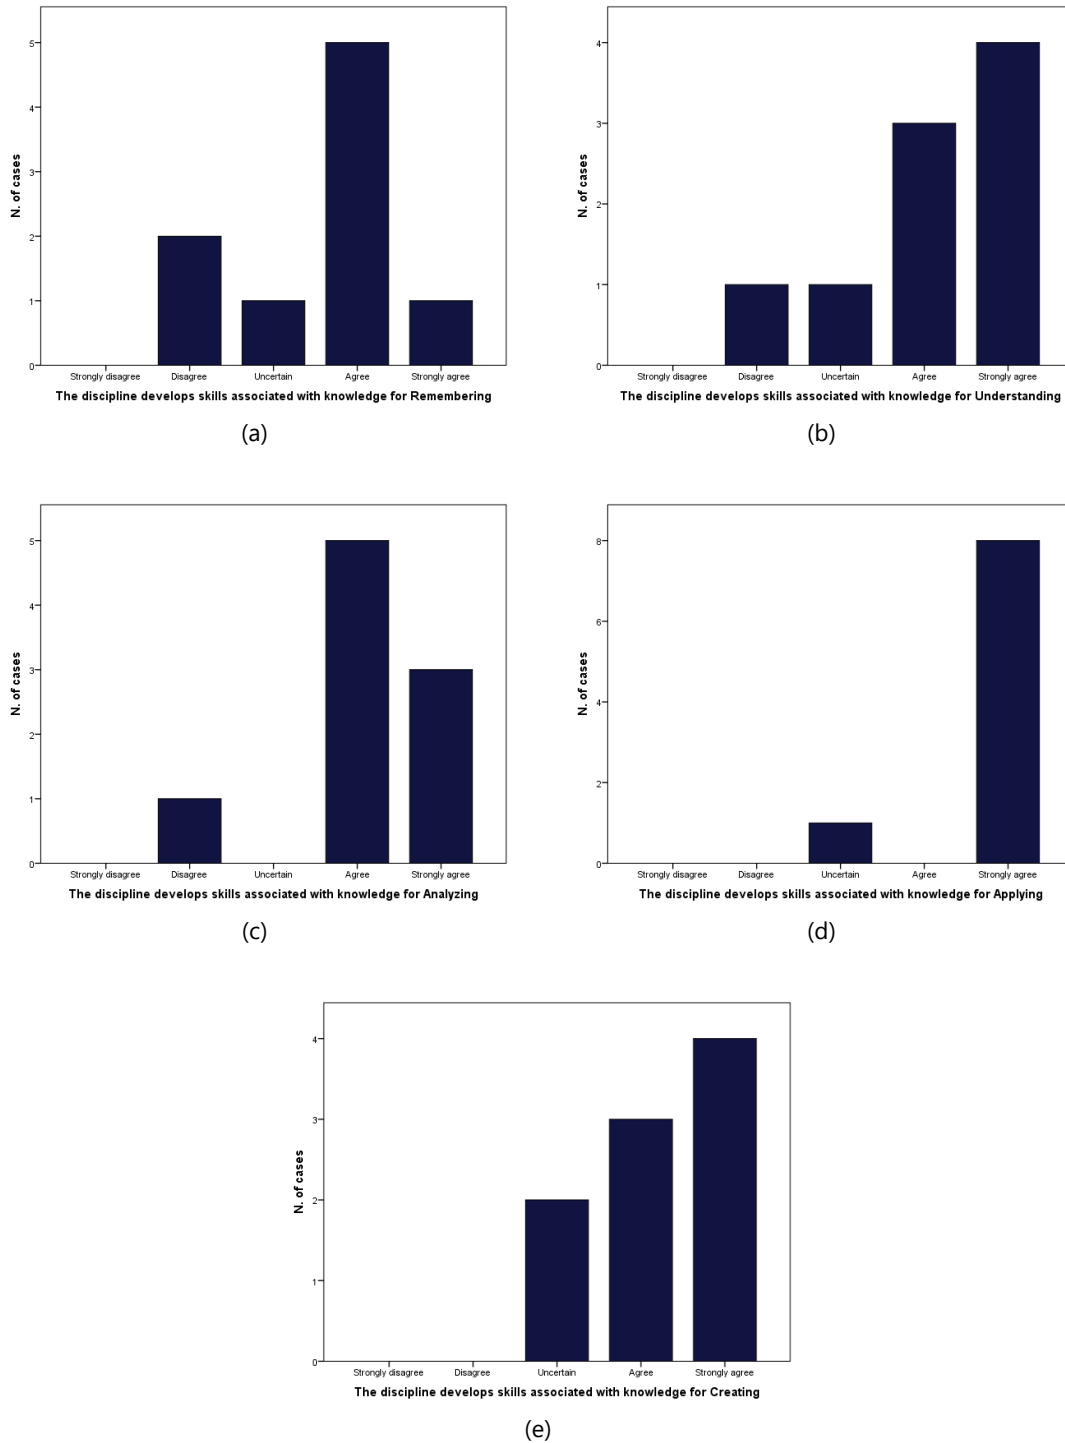 N. of cases
5
4
3
2
1
0
Strongly disagree Disagree Uncertain Agree Strongly agree
The discipline develops skills associated with knowledge for Remembering
(a)
N. of cases
4
3
2
1
0
Strongly disagree Disagree Uncertain Agree Strongly agree
The discipline develops skills associated with knowledge for Understanding
(b)
N. of cases
5
4
3
2
1
0
Strongly disagree Disagree Uncertain Agree Strongly agree
The discipline develops skills associated with knowledge for Analyzing
(c)
N. of cases
8
6
4
2
0
Strongly disagree Disagree Uncertain Agree Strongly agree
The discipline develops skills associated with knowledge for Applying
(d)
N. of cases
4
3
2
1
0
Strongly disagree Disagree Uncertain Agree Strongly agree
The discipline develops skills associated with knowledge for Creating
(e)